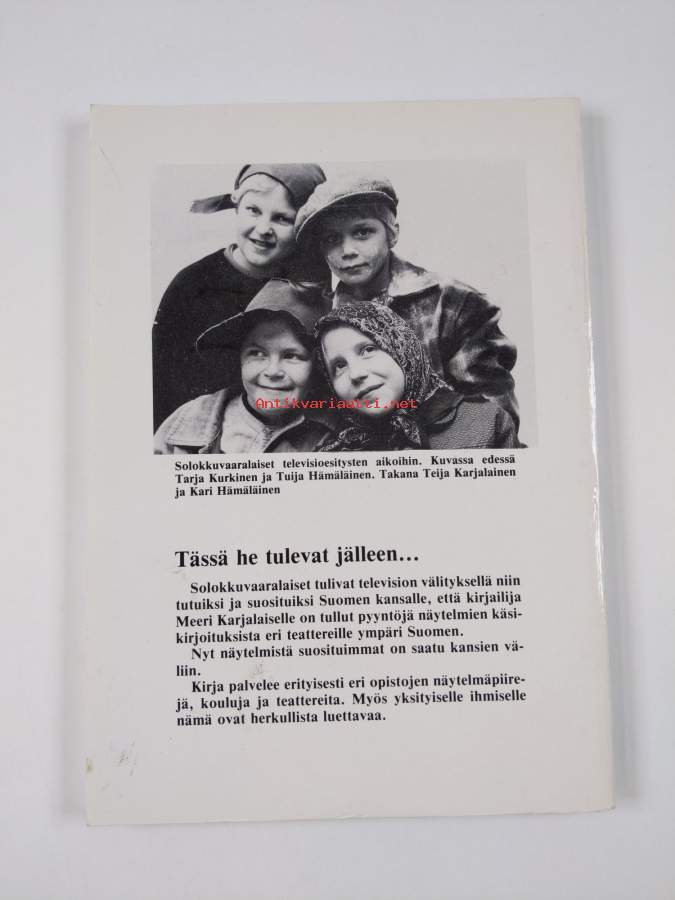 Antikvariaatti.net
Solokkuvaaralaiset televisioesitysten aikoihin. Kuvassa edessä
Tarja Kurkinen ja Tuija Hämäläinen. Takana Teija Karjalainen
ja Kari Hämäläinen
Tässä he tulevat jälleen...
Solokkuvaaralaiset tulivat television välityksellä niin
tutuiksi ja suosituiksi Suomen kansalle, että kirjailija
Meeri Karjalaiselle on tullut pyyntöjä näytelmien käsi-
kirjoituksista eri teattereille ympäri Suomen.
Nyt näytelmistä suosituimmat on saatu kansien vä-
liin.
Kirja palvelee erityisesti eri opistojen näytelmäpiire-
jä, kouluja ja teattereita. Myös yksityiselle ihmiselle
nämä ovat herkullista luettavaa.